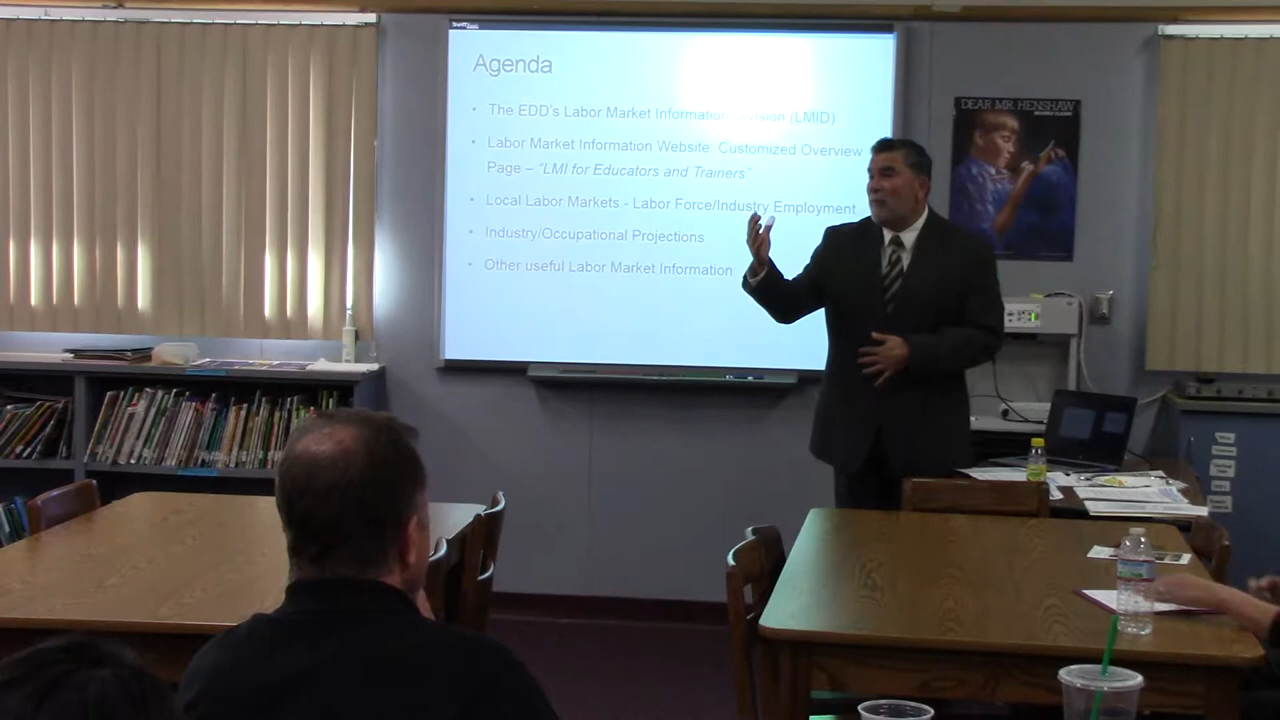 Agenda
• The EDD's Labor Market Information Division (LMID)
• Labor Market Information Website: Customized Overview
Page – "LMI for Educators and Trainers"
• Local Labor Markets - Labor Force/Industry Employment
• Industry/Occupational Projections
• Other useful Labor Market Information
DEAR MR. HENSHAW